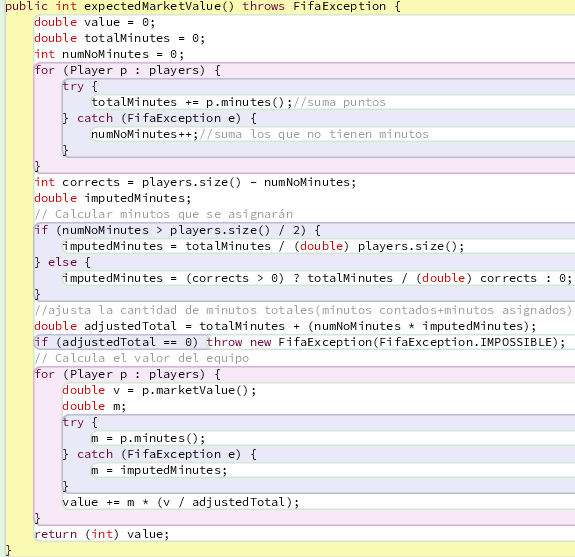 public int expectedMarketValue() throws FifaException {
double value = 0;
double totalMinutes = 0;
int numNoMinutes = 0;
for (Player p : players) {
try {
totalMinutes += p.minutes();//suma puntos
} catch (FifaException e) {
numNoMinutes++;//suma los que no tienen minutos
}
}
int corrects = players.size() - numNoMinutes;
double imputedMinutes;
// Calcular minutos que se asignarán
if (numNoMinutes > players.size() / 2) {
imputedMinutes = totalMinutes / (double) players.size();
} else {
imputedMinutes = (corrects > 0) ? totalMinutes / (double) corrects : 0;
}
//ajusta la cantidad de minutos totales(minutos contados+minutos asignados)
double adjustedTotal = totalMinutes + (numNoMinutes * imputedMinutes);
if (adjustedTotal == 0) throw new FifaException(FifaException.IMPOSSIBLE);
// Calcula el valor del equipo
for (Player p : players) {
double v = p.marketValue();
double m;
try {
m = p.minutes();
} catch (FifaException e) {
m = imputedMinutes;
}
value += m * (v / adjustedTotal);
}
return (int) value;
}